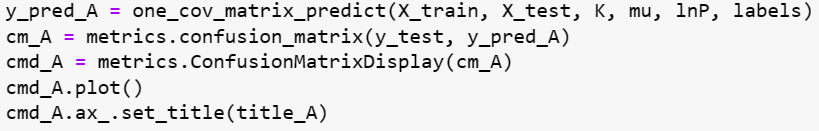 y_pred_A = one_cov_matrix_predict(X_train, X_test, K, mu, lnP, labels)
cm_A = metrics.confusion_matrix(y_test, y_pred_A)
cmd_A = metrics.ConfusionMatrixDisplay(cm_A)
cmd_A.plot()
cmd_A.ax_.set_title(title_A)